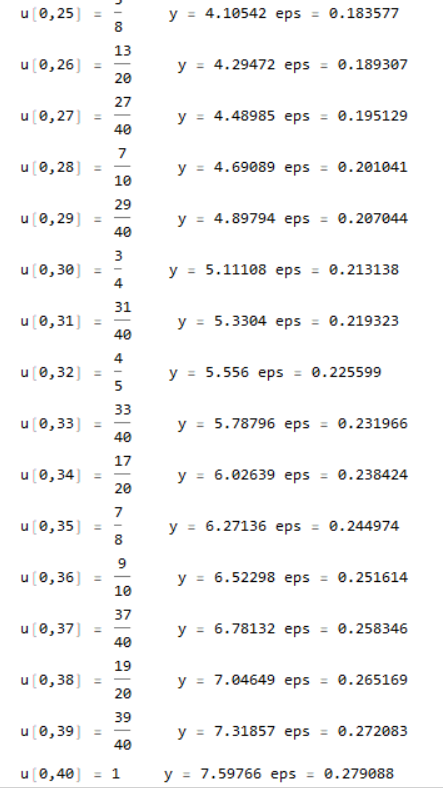 u[0,25] = 5/8 y = 4.10542 eps = 0.183577
u[0,26] = 13/20 y = 4.29472 eps = 0.189307
u[0,27] = 27/40 y = 4.48985 eps = 0.195129
u[0,28] = 7/10 y = 4.69089 eps = 0.201041
u[0,29] = 29/40 y = 4.89794 eps = 0.207044
u[0,30] = 3/4 y = 5.11108 eps = 0.213138
u[0,31] = 31/40 y = 5.3304 eps = 0.219323
u[0,32] = 4/5 y = 5.556 eps = 0.225599
u[0,33] = 33/40 y = 5.78796 eps = 0.231966
u[0,34] = 17/20 y = 6.02639 eps = 0.238424
u[0,35] = 7/8 y = 6.27136 eps = 0.244974
u[0,36] = 9/10 y = 6.52298 eps = 0.251614
u[0,37] = 37/40 y = 6.78132 eps = 0.258346
u[0,38] = 19/20 y = 7.04649 eps = 0.265169
u[0,39] = 39/40 y = 7.31857 eps = 0.272083
u[0,40] = 1 y = 7.59766 eps = 0.279088